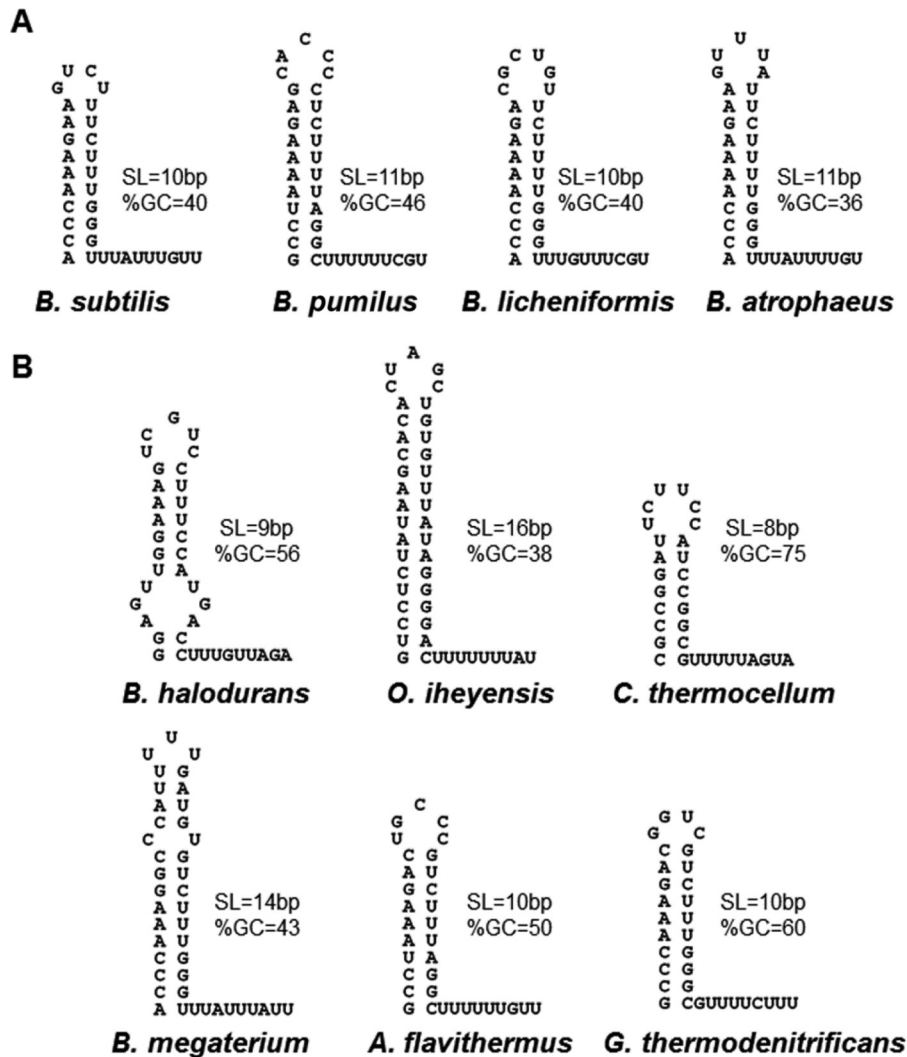 A
U C
G U
A A G A A A C C C A
U U C U U U G G G UUUAUUUGUU
SL=10bp
%GC=40
B. subtilis
C
A C
C C
G A G A A A A U C C G
C U C U U U U A G G CUUUUUUCGU
SL=11bp
%GC=46
B. pumilus
C U
G G
C U
A G A A A A C C C A
U C U U U U G G G UUUGUUUCGU
SL=10bp
%GC=40
B. licheniformis
U
U U
G A
A A G A A A A C C C A
U U C U U U U G G G UUUAUUUUGU
SL=11bp
%GC=36
B. atrophaeus
B
G
C U
U C
G A A A G G U U G A G G
C U U U C C A U G A C CUUUGUUAGA
SL=9bp
%GC=56
B. halodurans
A
U G
C C
A C A C G A A U A U C U C C U G
U G U G U U U A U A G G G G A CUUUUUUUAU
SL=16bp
%GC=38
O. iheyensis
U U
C C
U C
U A G G C C G C
A U C C G G C GUUUUUAGUA
SL=8bp
%GC=75
C. thermocellum
U
U U
U U A C C C G G A A A C C C A
G A U G U G U C U U U G G G UUUAUUUAUU
SL=14bp
%GC=43
B. megaterium
C
G C
U C
C A G A A A U C C G
G U C U U U A G G CUUUUUUGUU
SL=10bp
%GC=50
A. flavithermus
G U
G C
C A G A A A C C C G
G U C U U U G G G CGUUUUCUUU
SL=10bp
%GC=60
G. thermodenitrificans